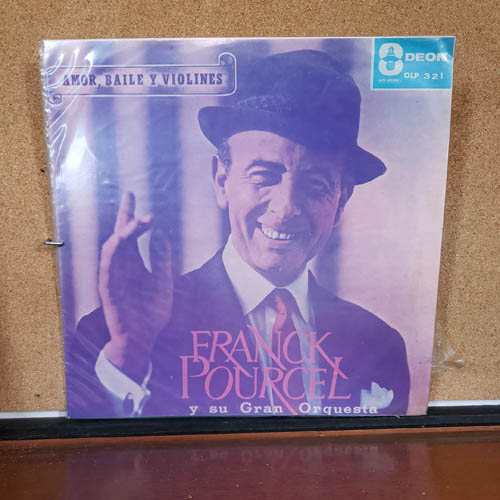 AMOR, BAILE Y VIOLINES
ODEON
OLP 321
FRANCK
POURCEL
y su Gran Orquesta